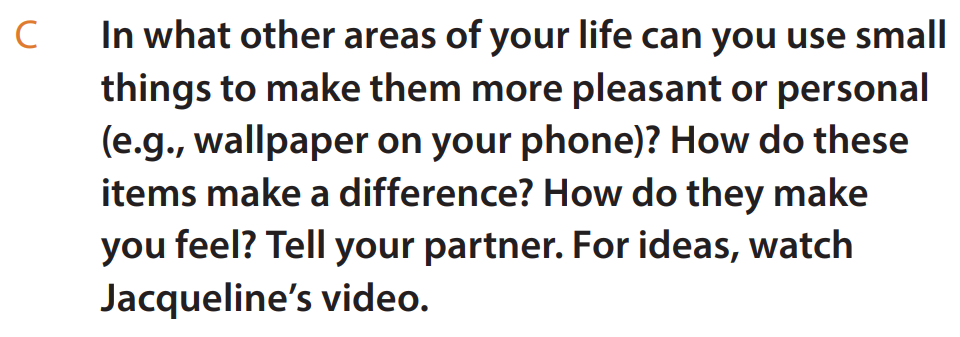 C In what other areas of your life can you use small
things to make them more pleasant or personal
(e.g., wallpaper on your phone)? How do these
items make a difference? How do they make
you feel? Tell your partner. For ideas, watch
Jacqueline’s video.